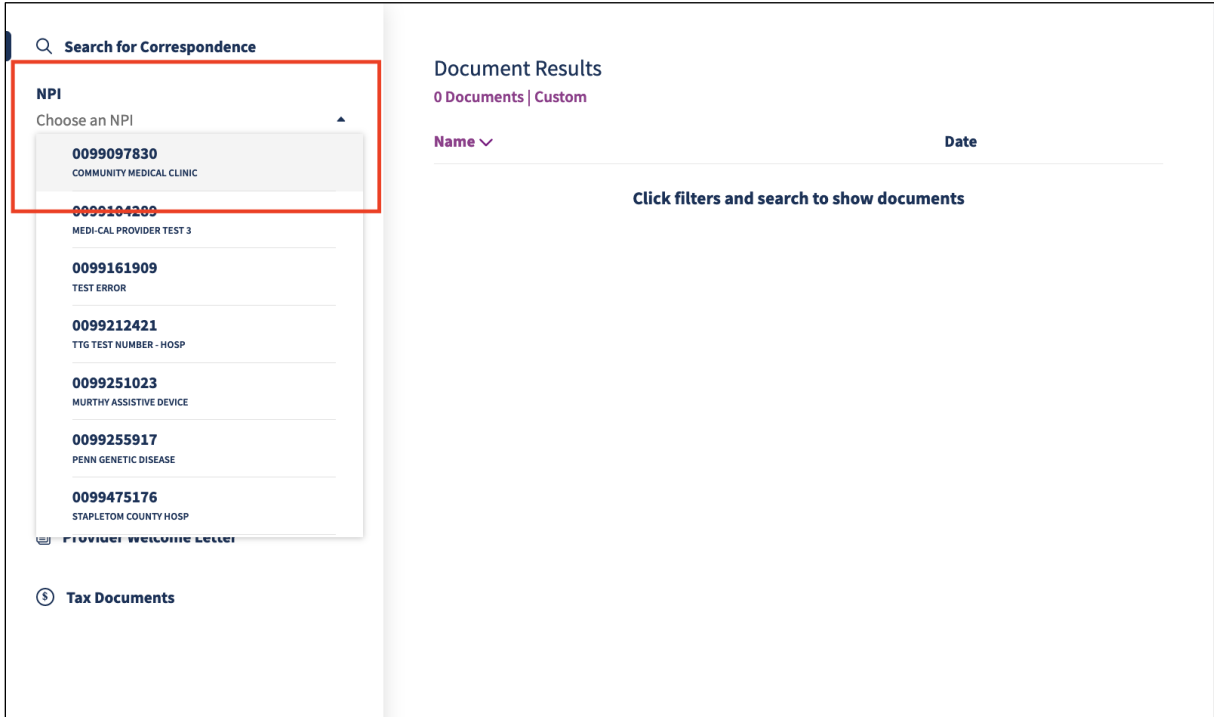 Search for Correspondence
NPI
Choose an NPI
0099097830
COMMUNITY MEDICAL CLINIC
0099104289
MEDI-CAL PROVIDER TEST 3
0099161909
TEST ERROR
0099212421
TTG TEST NUMBER - HOSP
0099251023
MURTHY ASSISTIVE DEVICE
0099255917
PENN GENETIC DISEASE
0099475176
STAPLETOM COUNTY HOSP
Provider Welcome Letter
Tax Documents
Document Results
0 Documents | Custom
Name Date
Click filters and search to show documents